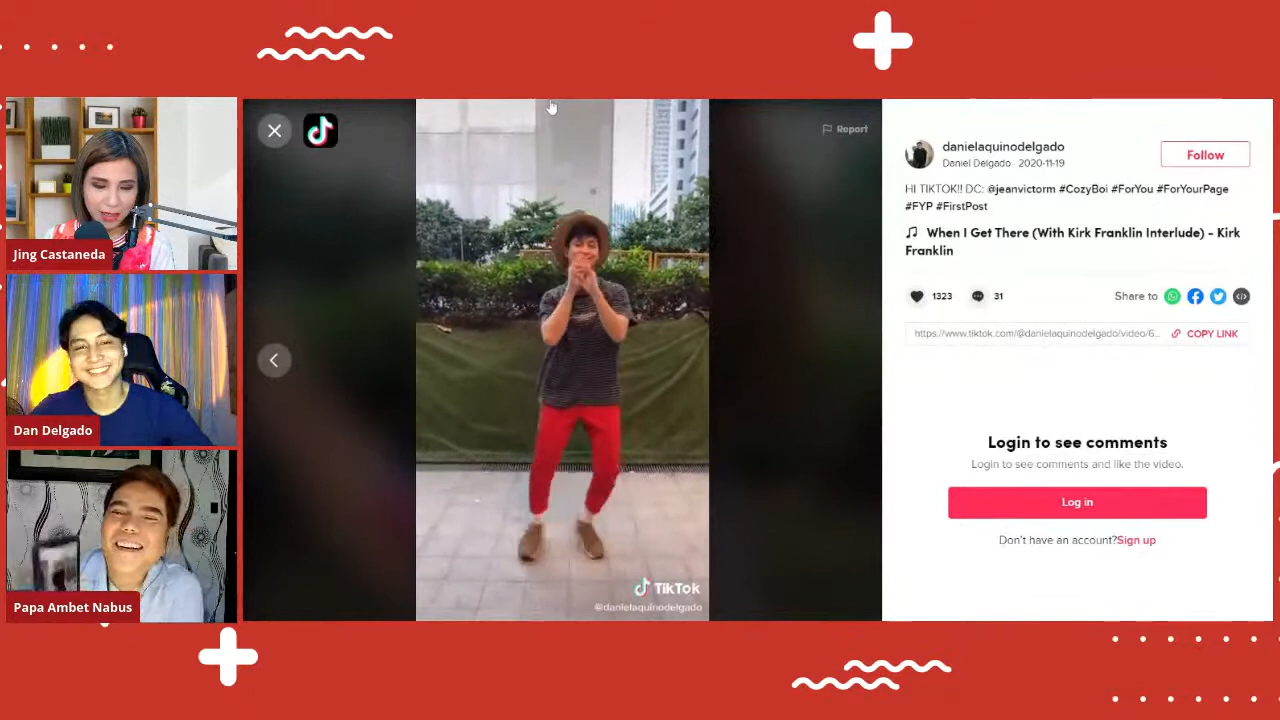 Jing Castaneda
Dan Delgado
Papa Ambet Nabus
Report
TikTok
@danielaquinodelgado
danielaquinodelgado
Daniel Delgado · 2020-11-19
Follow
HI TIKTOK!! DC: @jeanvictorm #CozyBoi #ForYou #ForYourPage
#FYP #FirstPost
When I Get There (With Kirk Franklin Interlude) - Kirk
Franklin
1323
31
Share to
https://www.tiktok.com/@danielaquinodelgado/video/6...
COPY LINK
Login to see comments
Login to see comments and like the video.
Log in
Don't have an account?Sign up